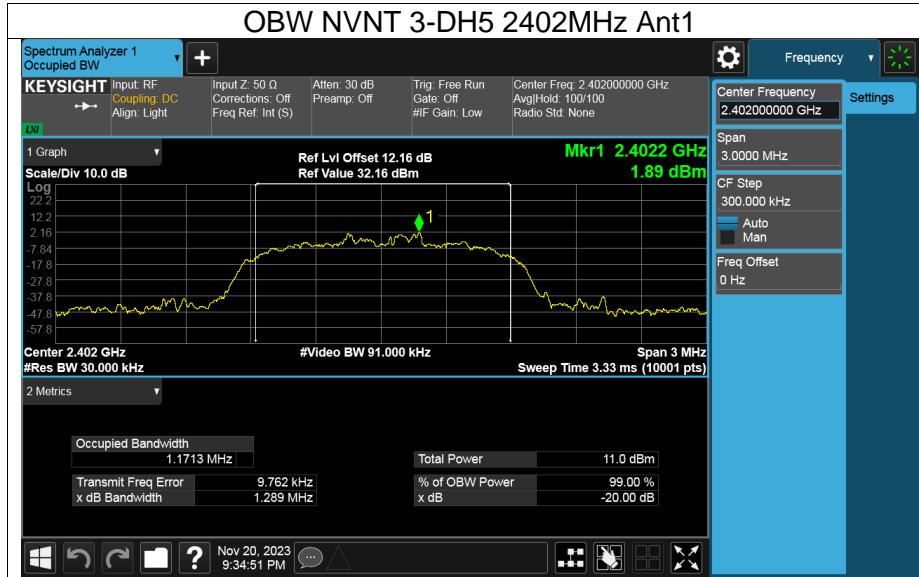 OBW NVNT 3-DH5 2402MHz Ant1
Spectrum Analyzer 1
Occupied BW
Frequency
KEYSIGHT
LXI
Input: RF
Coupling: DC
Align: Light
Input Z: 50 Ω
Corrections: Off
Freq Ref: Int (S)
Atten: 30 dB
Preamp: Off
Trig: Free Run
Gate: Off
#IF Gain: Low
Center Freq: 2.402000000 GHz
Avg|Hold: 100/100
Radio Std: None
Center Frequency
2.402000000 GHz
Settings
Span
3.0000 MHz
CF Step
300.000 kHz
Auto
Man
Freq Offset
0 Hz
1 Graph
Scale/Div 10.0 dB
Ref Lvl Offset 12.16 dB
Ref Value 32.16 dBm
Mkr1 2.4022 GHz
1.89 dBm
Log
22.2
12.2
2.16
-7.84
-17.8
-27.8
-37.8
-47.8
-57.8
1
Center 2.402 GHz
#Res BW 30.000 kHz
#Video BW 91.000 kHz
Span 3 MHz
Sweep Time 3.33 ms (10001 pts)
2 Metrics
Occupied Bandwidth
1.1713 MHz
Total Power 11.0 dBm
Transmit Freq Error 9.762 kHz
% of OBW Power 99.00 %
x dB Bandwidth 1.289 MHz
x dB -20.00 dB
?
Nov 20, 2023
9:34:51 PM